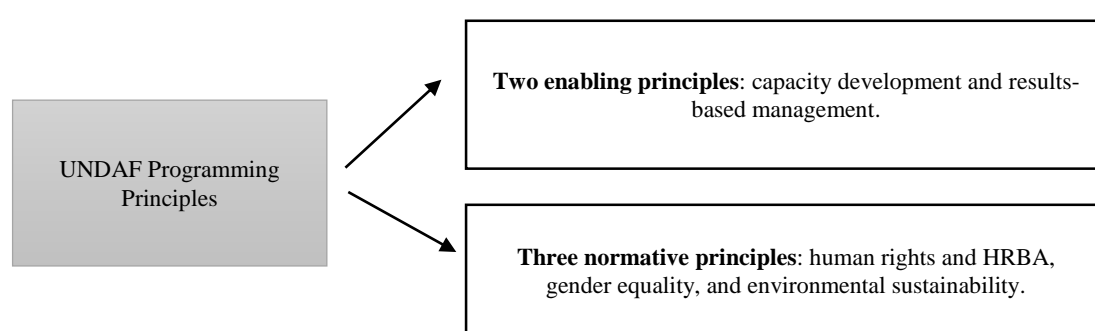 Two enabling principles: capacity development and results-
based management.
UNDAF Programming
Principles
Three normative principles: human rights and HRBA,
gender equality, and environmental sustainability.